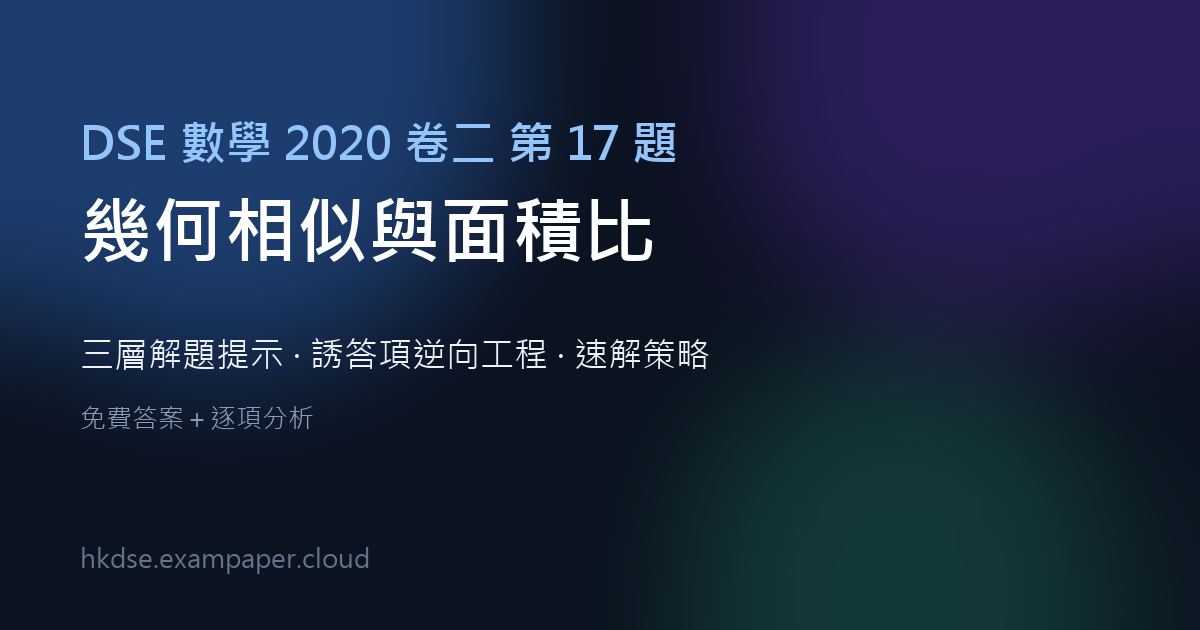 DSE 數學 2020 卷二 第 17 題
幾何相似與面積比
三層解題提示 · 誘答項逆向工程 · 速解策略
免費答案 + 逐項分析
hkdse.exampaper.cloud